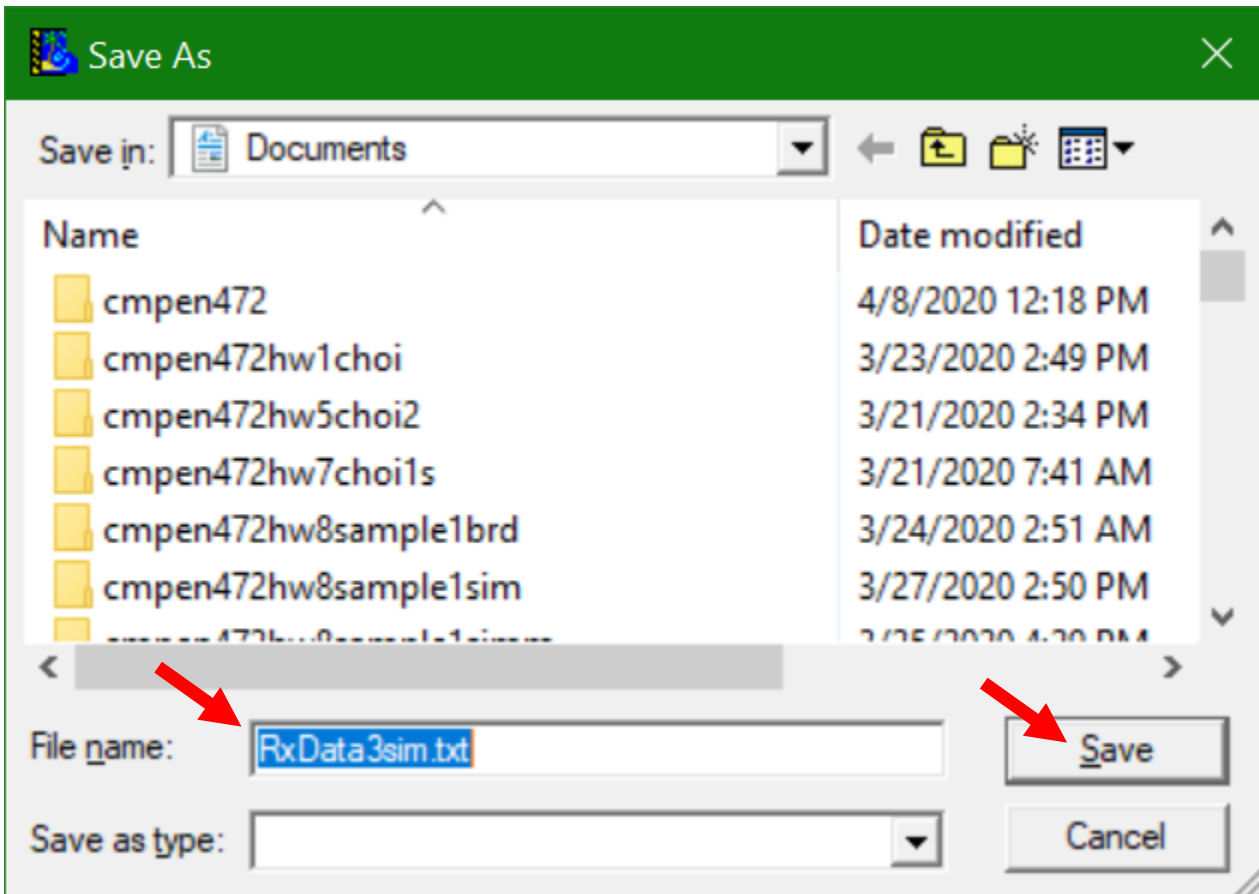 Save As
Save in: Documents
Name Date modified
cmpen472 4/8/2020 12:18 PM
cmpen472hw1choi 3/23/2020 2:49 PM
cmpen472hw5choi2 3/21/2020 2:34 PM
cmpen472hw7choi1s 3/21/2020 7:41 AM
cmpen472hw8sample1brd 3/24/2020 2:51 AM
cmpen472hw8sample1sim 3/27/2020 2:50 PM
File name: RxData3sim.txt Save
Save as type: Cancel